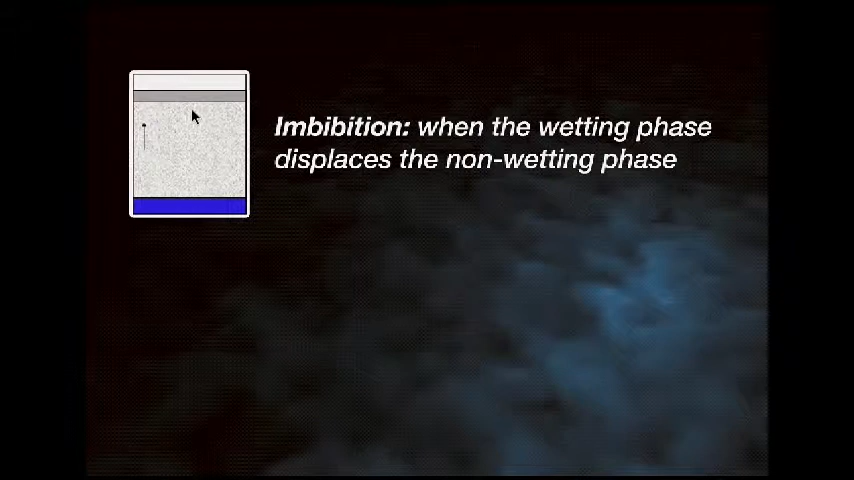 Imbibition: when the wetting phase
displaces the non-wetting phase